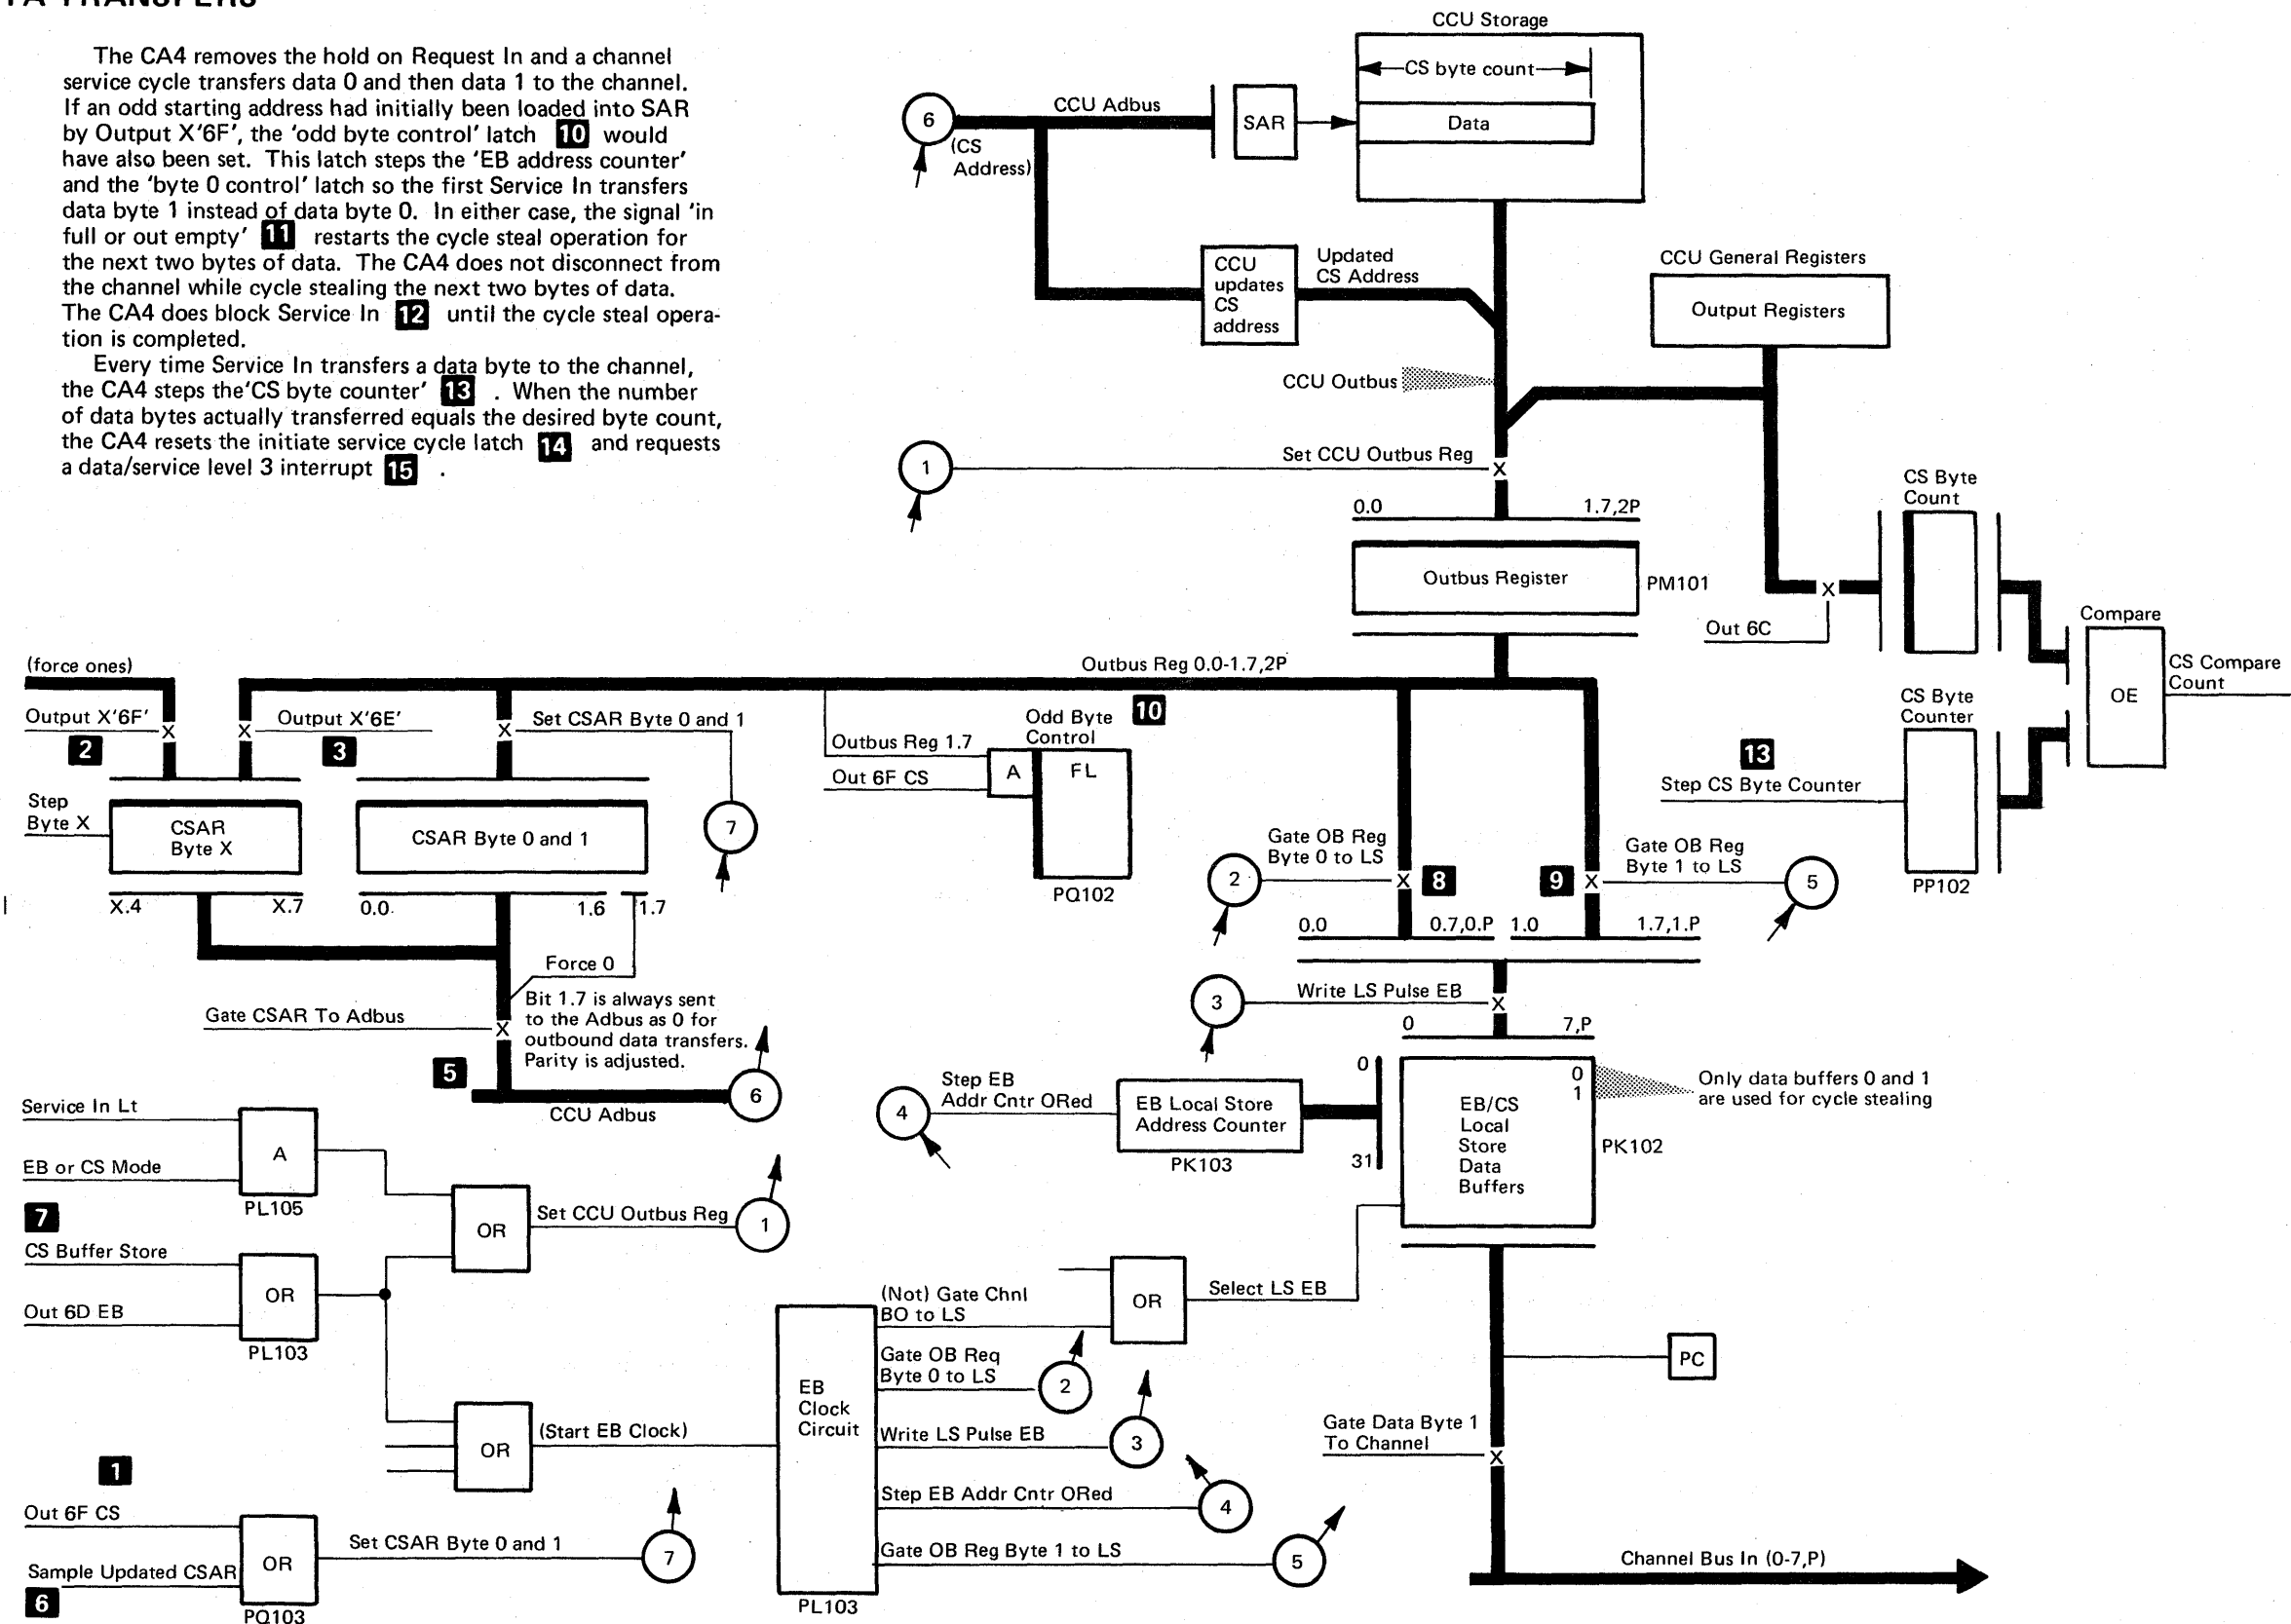 TA TRANSFERS
The CA4 removes the hold on Request In and a channel
service cycle transfers data 0 and then data 1 to the channel.
If an odd starting address had initially been loaded into SAR
by Output X'6F', the 'odd byte control' latch 10 would
have also been set. This latch steps the 'EB address counter'
and the 'byte 0 control' latch so the first Service In transfers
data byte 1 instead of data byte 0. In either case, the signal 'in
full or out empty' 11 restarts the cycle steal operation for
the next two bytes of data. The CA4 does not disconnect from
the channel while cycle stealing the next two bytes of data.
The CA4 does block Service In 12 until the cycle steal opera-
tion is completed.
Every time Service In transfers a data byte to the channel,
the CA4 steps the'CS byte counter' 13 . When the number
of data bytes actually transferred equals the desired byte count,
the CA4 resets the initiate service cycle latch 14 and requests
a data/service level 3 interrupt 15 .
CCU Storage
CS byte count
Data
6
CCU Adbus
(CS
Address)
SAR
CCU
updates
CS
address
Updated
CS Address
CCU General Registers
Output Registers
CCU Outbus
1
Set CCU Outbus Reg
X
0.0
1.7,2P
Outbus Register
PM101
CS Byte
Count
X
Out 6C
Compare
OE
CS Compare
Count
CS Byte
Counter
13
Step CS Byte Counter
PP102
(force ones)
Outbus Reg 0.0-1.7,2P
Output X'6F'
X
2
X
Output X'6E'
3
X
Set CSAR Byte 0 and 1
10
Odd Byte
Control
Outbus Reg 1.7
Out 6F CS
A
FL
PQ102
Step
Byte X
CSAR
Byte X
CSAR Byte 0 and 1
7
X.4
X.7
0.0
1.6
1.7
Force 0
Gate OB Reg
Byte 0 to LS
2
X
8
9
X
Gate OB Reg
Byte 1 to LS
5
0.0
0.7,0.P
1.0
1.7,1.P
Bit 1.7 is always sent
to the Adbus as 0 for
outbound data transfers.
Parity is adjusted.
Gate CSAR To Adbus
X
5
CCU Adbus
6
3
Write LS Pulse EB
X
0
7,P
4
Step EB
Addr Cntr ORed
EB Local Store
Address Counter
PK103
0
31
0
1
EB/CS
Local
Store
Data
Buffers
PK102
Only data buffers 0 and 1
are used for cycle stealing
Service In Lt
EB or CS Mode
A
PL105
7
CS Buffer Store
Out 6D EB
OR
PL103
OR
Set CCU Outbus Reg
1
OR
(Start EB Clock)
EB
Clock
Circuit
PL103
(Not) Gate Chnl
BO to LS
OR
Select LS EB
Gate OB Req
Byte 0 to LS
2
Write LS Pulse EB
3
Step EB Addr Cntr ORed
4
Gate OB Reg Byte 1 to LS
5
PC
Gate Data Byte 1
To Channel
X
Channel Bus In (0-7,P)
1
Out 6F CS
Sample Updated CSAR
6
OR
PQ103
Set CSAR Byte 0 and 1
7